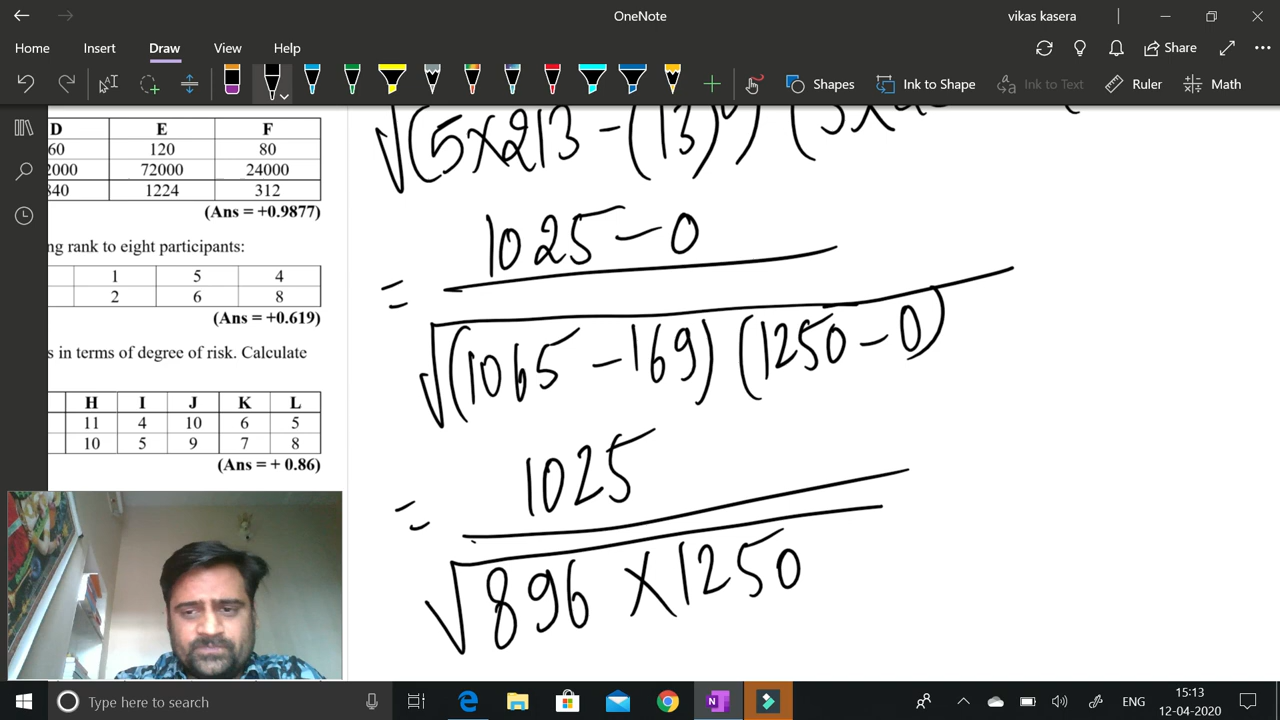 OneNote
vikas kasera
Home Insert Draw View Help
Share
Shapes Ink to Shape Ink to Text Ruler Math
D E F
60 120 80
2000 72000 24000
840 1224 312
(Ans = +0.9877)
ng rank to eight participants:
1 5 4
2 6 8
(Ans = +0.619)
s in terms of degree of risk. Calculate
H I J K L
11 4 10 6 5
10 5 9 7 8
(Ans = + 0.86)
√(5×213 - (13)
1025 - 0
=
√(1065 - 169) (1250 - 0)
1025
=
√896 × 1250
Type here to search
ENG
15:13
12-04-2020